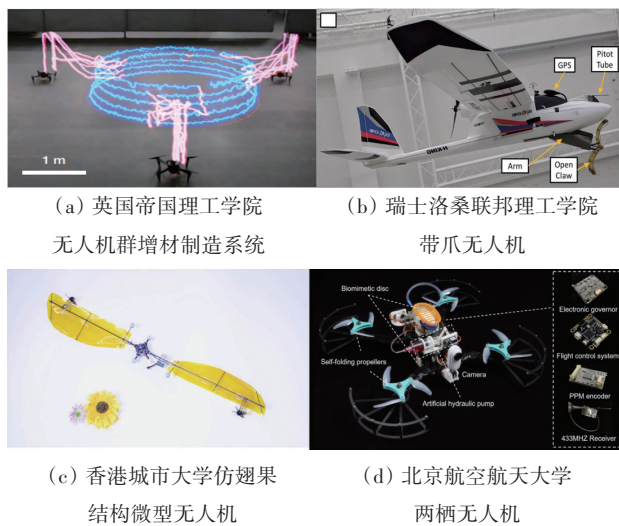 1 m
GPS
Pitot
Tube
Arm
Open
Claw
(a) 英国帝国理工学院
无人机群增材制造系统
(b) 瑞士洛桑联邦理工学院
带爪无人机
Biomimetic disc
Self-folding propellers
Camera
Artificial hydraulic pump
Electronic governor
Flight control system
PPM encoder
433MHZ Receiver
(c) 香港城市大学仿翅果
结构微型无人机
(d) 北京航空航天大学
两栖无人机